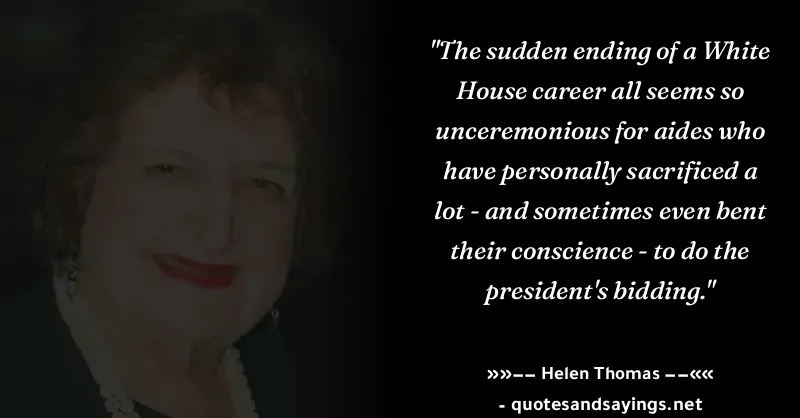 "The sudden ending of a White
House career all seems so
unceremonious for aides who
have personally sacrificed a
lot - and sometimes even bent
their conscience - to do the
president's bidding."
»»−− Helen Thomas −−««
- quotesandsayings.net